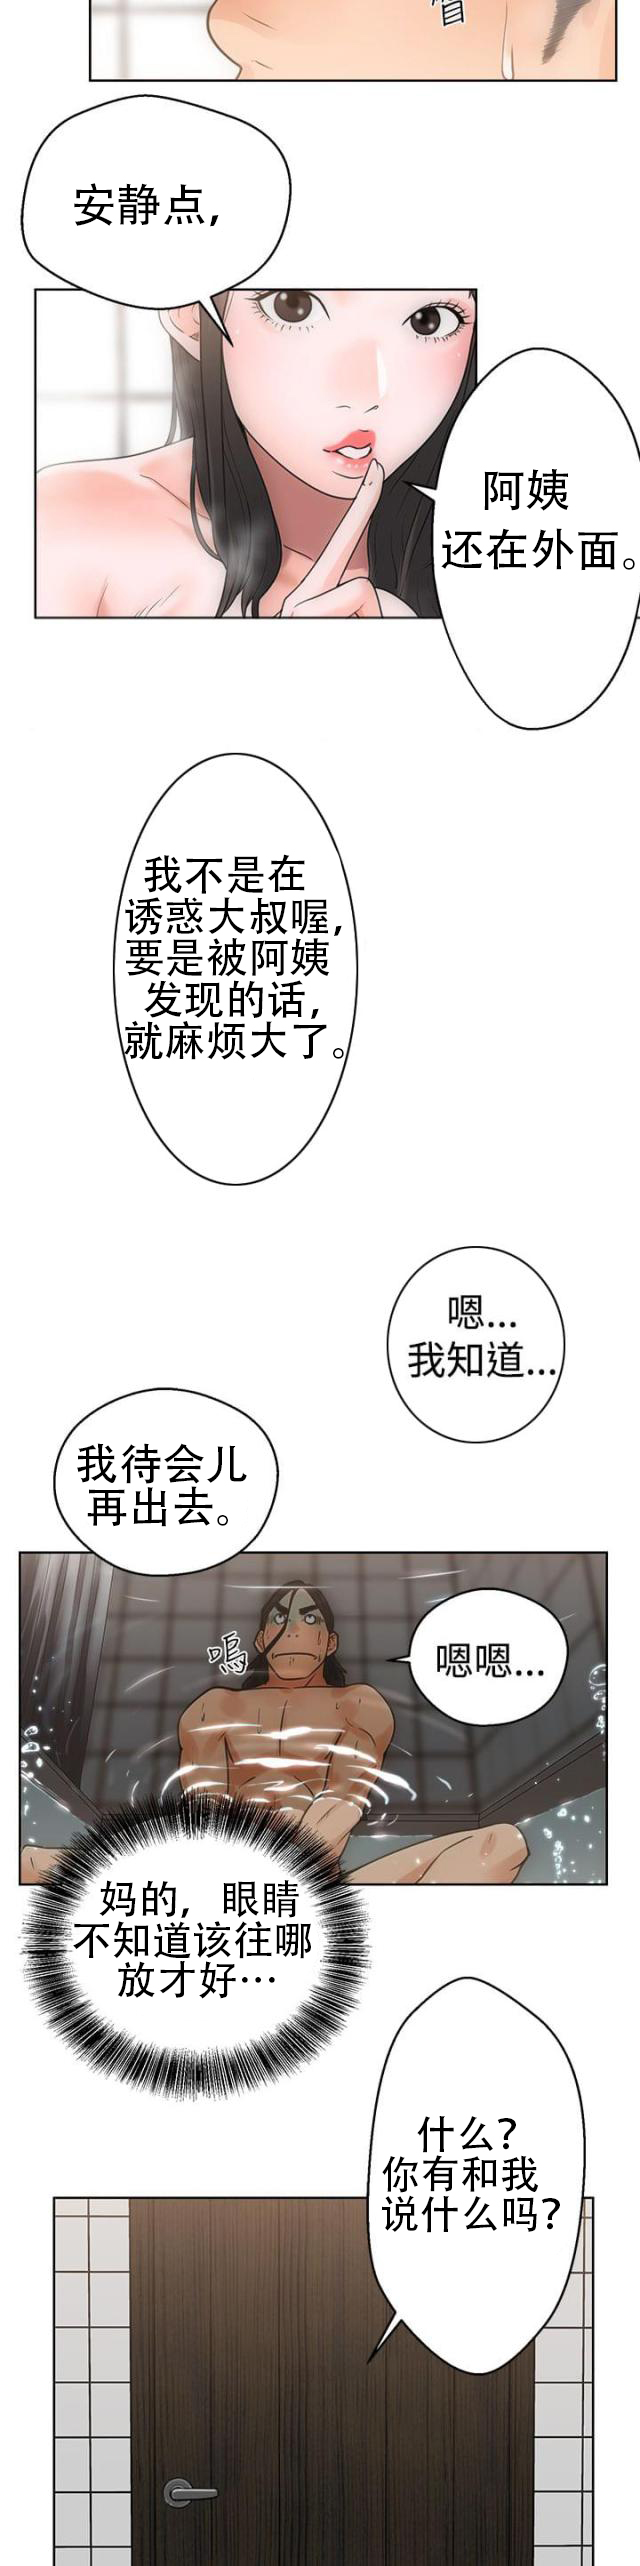 安静点，
阿姨
还在外面。
我不是在
诱惑大叔喔，
要是被阿姨
发现的话，
就麻烦大了。
嗯...
我知道...
我待会儿
再出去。
嗚
嗯嗯...
妈的，眼睛
不知道该往哪
放才好…
什么？
你有和我
说什么吗？